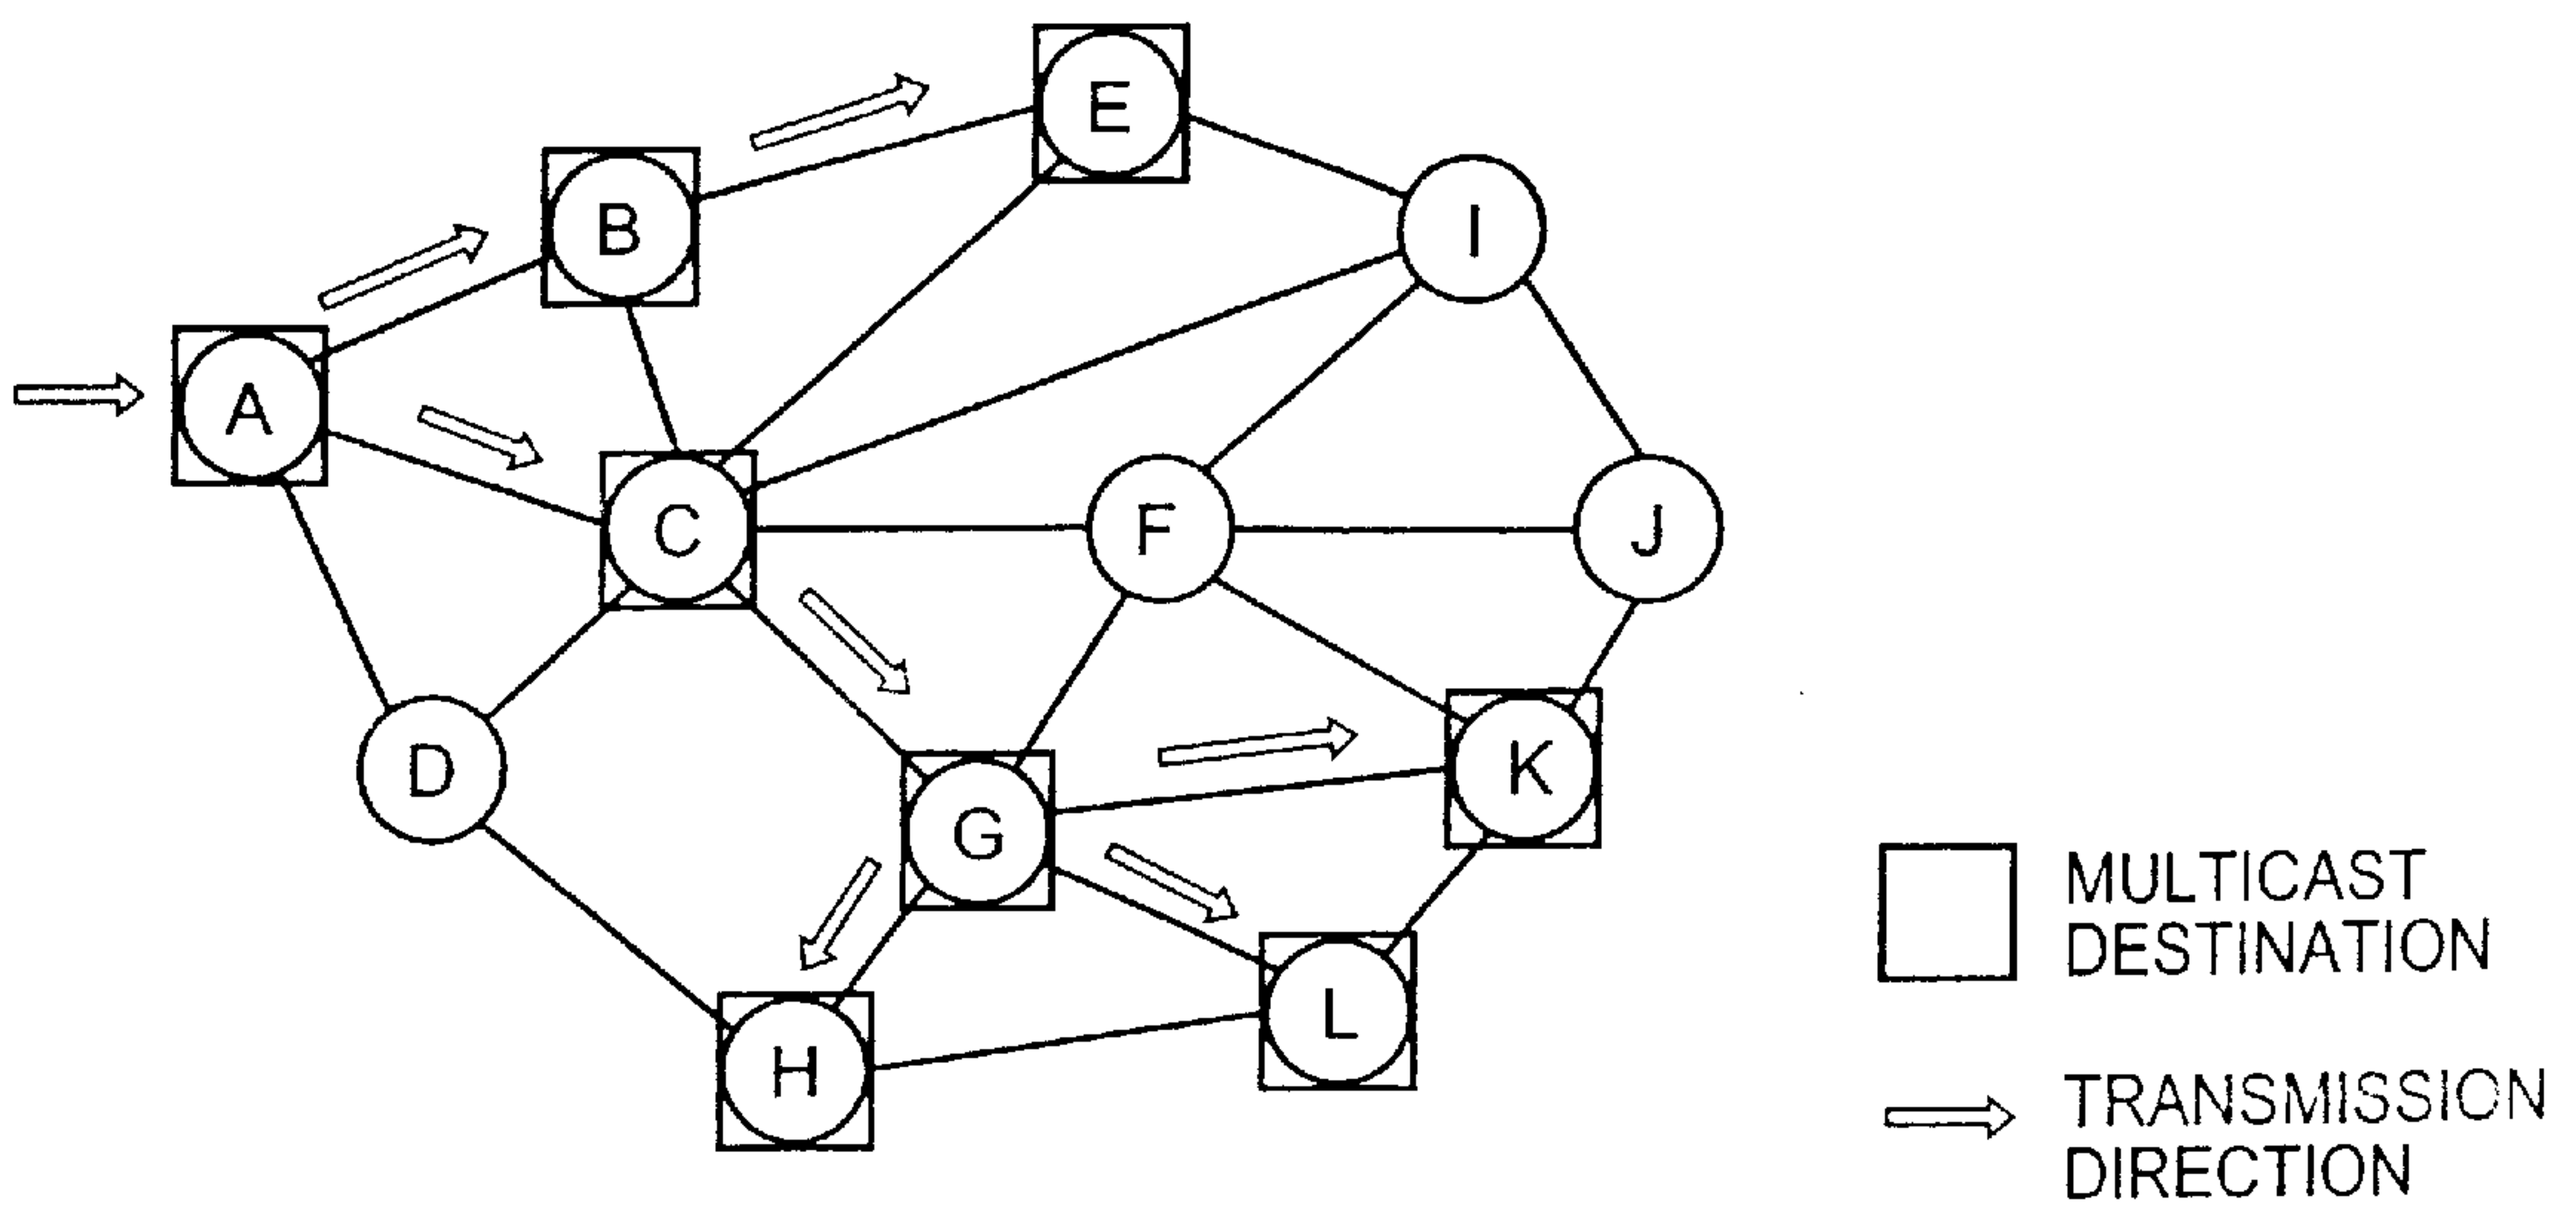 E
B
I
A
C
F
J
D
K
G
L
H
MULTICAST
DESTINATION
TRANSMISSION
DIRECTION